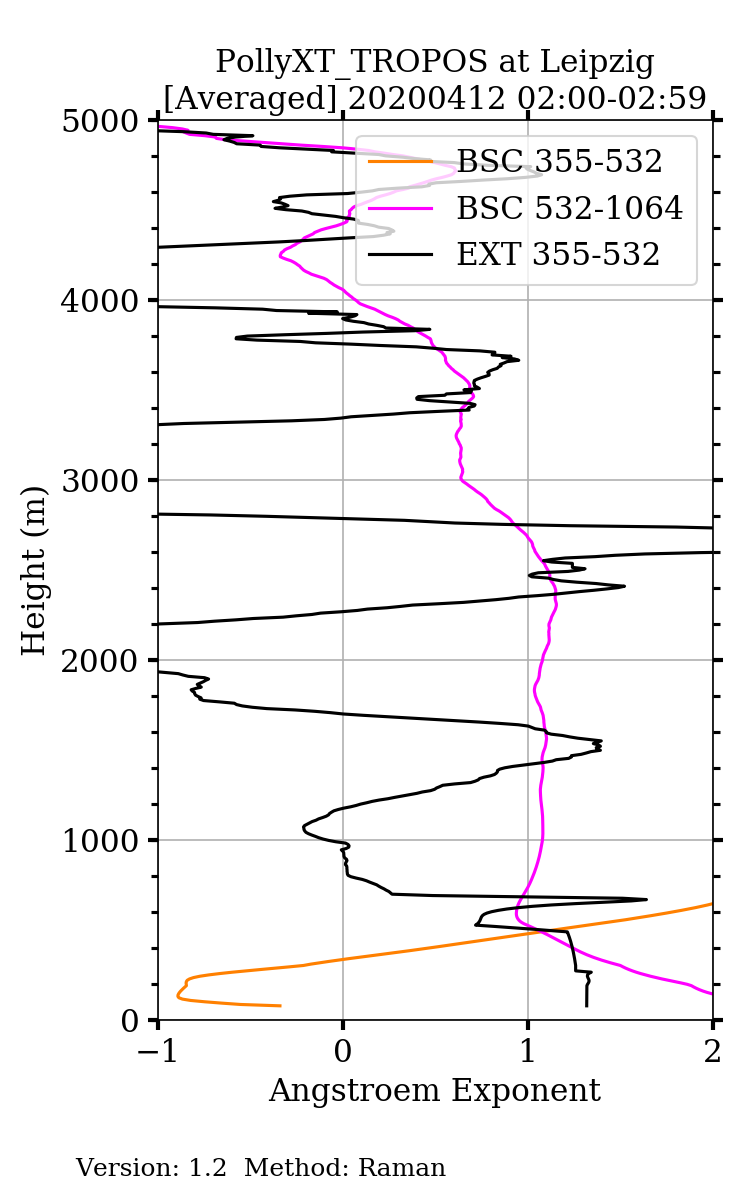 PollyXT_TROPOS at Leipzig
[Averaged] 20200412 02:00-02:59
5000
BSC 355-532
BSC 532-1064
EXT 355-532
4000
3000
Height (m)
2000
1000
0
−1 0 1 2
Angstroem Exponent
Version: 1.2 Method: Raman